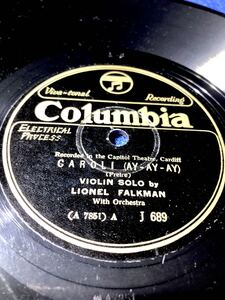 Viva-tonal Recording
Columbia
ELECTRICAL
PROCESS
Recorded in the Capitol Theatre, Cardiff
CAROLI (AY-AY-AY)
(Freire)
VIOLIN SOLO by
LIONEL FALKMAN
With Orchestra
(A 7851) A J 689